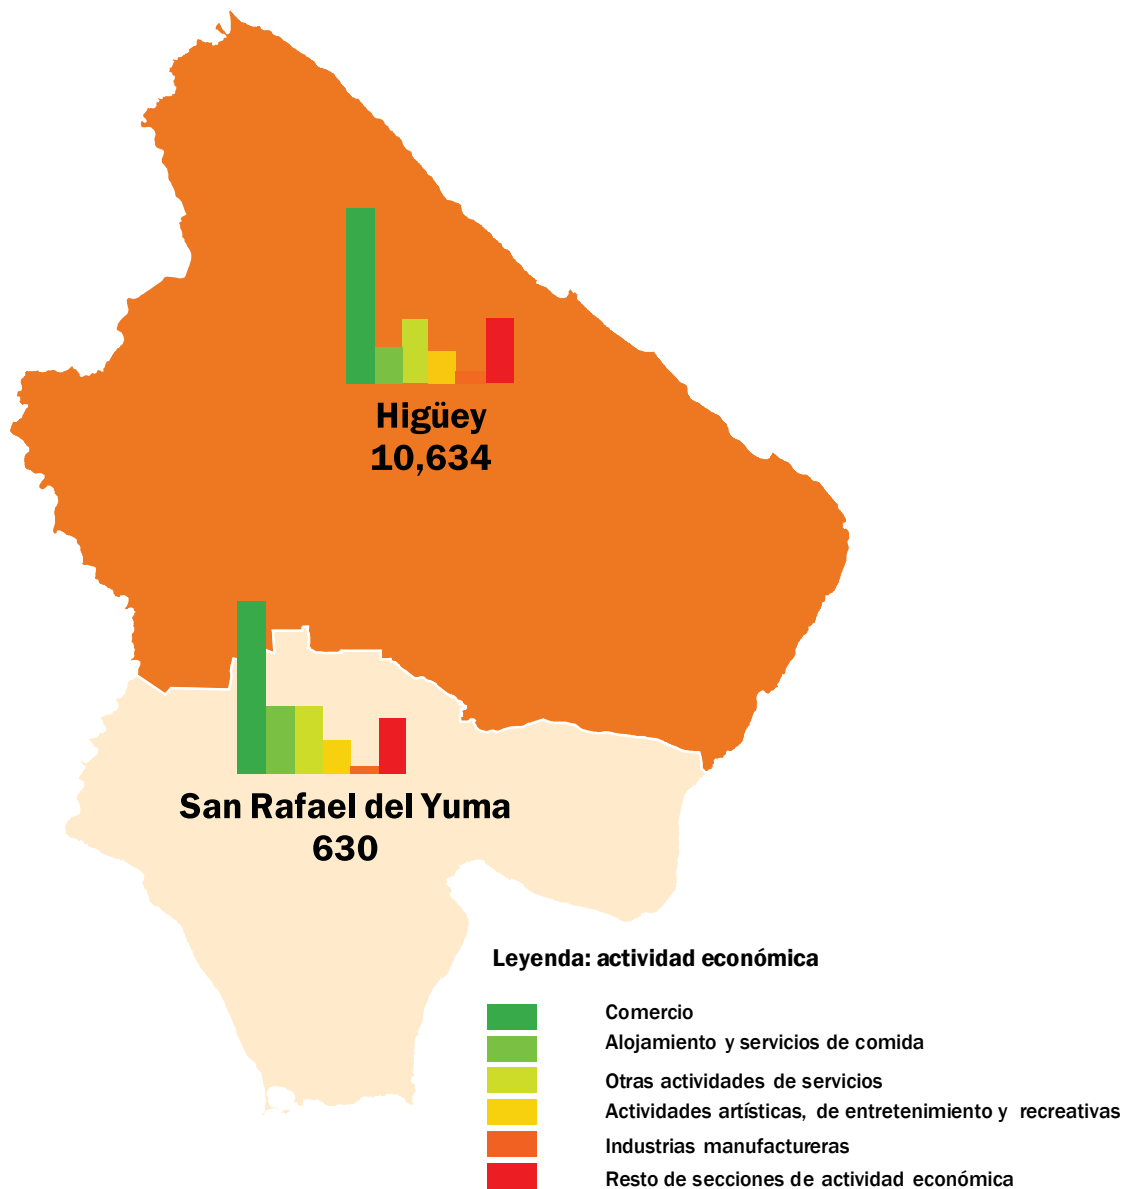 Higüey
10,634
San Rafael del Yuma
630
Leyenda: actividad económica
Comercio
Alojamiento y servicios de comida
Otras actividades de servicios
Actividades artísticas, de entretenimiento y recreativas
Industrias manufactureras
Resto de secciones de actividad económica